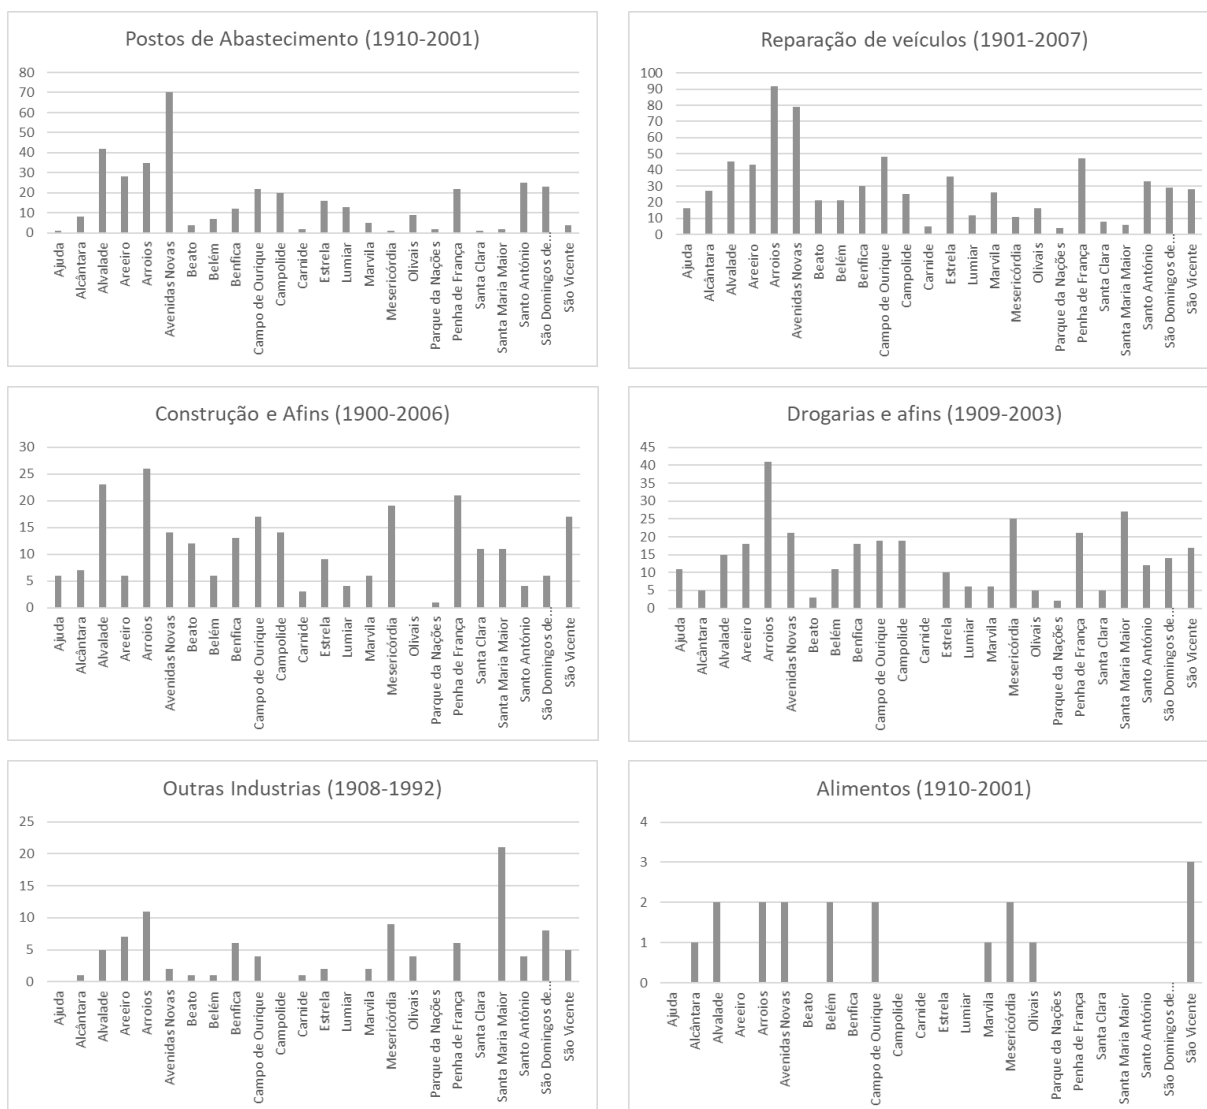 Postos de Abastecimento (1910-2001)
80
70
60
50
40
30
20
10
0
Ajuda
Alcântara
Alvalade
Areeiro
Arroios
Avenidas Novas
Beato
Belém
Benfica
Campo de Ourique
Campolide
Carnide
Estrela
Lumiar
Marvila
Mesericórdia
Olivais
Parque da Nações
Penha de França
Santa Clara
Santa Maria Maior
Santo António
São Domingos de...
São Vicente
Reparação de veículos (1901-2007)
100
90
80
70
60
50
40
30
20
10
0
Ajuda
Alcântara
Alvalade
Areeiro
Arroios
Avenidas Novas
Beato
Belém
Benfica
Campo de Ourique
Campolide
Carnide
Estrela
Lumiar
Marvila
Mesericórdia
Olivais
Parque da Nações
Penha de França
Santa Clara
Santa Maria Maior
Santo António
São Domingos de...
São Vicente
Construção e Afins (1900-2006)
30
25
20
15
10
5
0
Ajuda
Alcântara
Alvalade
Areeiro
Arroios
Avenidas Novas
Beato
Belém
Benfica
Campo de Ourique
Campolide
Carnide
Estrela
Lumiar
Marvila
Mesericórdia
Olivais
Parque da Nações
Penha de França
Santa Clara
Santa Maria Maior
Santo António
São Domingos de...
São Vicente
Drogarias e afins (1909-2003)
45
40
35
30
25
20
15
10
5
0
Ajuda
Alcântara
Alvalade
Areeiro
Arroios
Avenidas Novas
Beato
Belém
Benfica
Campo de Ourique
Campolide
Carnide
Estrela
Lumiar
Marvila
Mesericórdia
Olivais
Parque da Nações
Penha de França
Santa Clara
Santa Maria Maior
Santo António
São Domingos de...
São Vicente
Outras Industrias (1908-1992)
25
20
15
10
5
0
Ajuda
Alcântara
Alvalade
Areeiro
Arroios
Avenidas Novas
Beato
Belém
Benfica
Campo de Ourique
Campolide
Carnide
Estrela
Lumiar
Marvila
Mesericórdia
Olivais
Parque da Nações
Penha de França
Santa Clara
Santa Maria Maior
Santo António
São Domingos de...
São Vicente
Alimentos (1910-2001)
4
3
2
1
0
Ajuda
Alcântara
Alvalade
Areeiro
Arroios
Avenidas Novas
Beato
Belém
Benfica
Campo de Ourique
Campolide
Carnide
Estrela
Lumiar
Marvila
Mesericórdia
Olivais
Parque da Nações
Penha de França
Santa Clara
Santa Maria Maior
Santo António
São Domingos de...
São Vicente